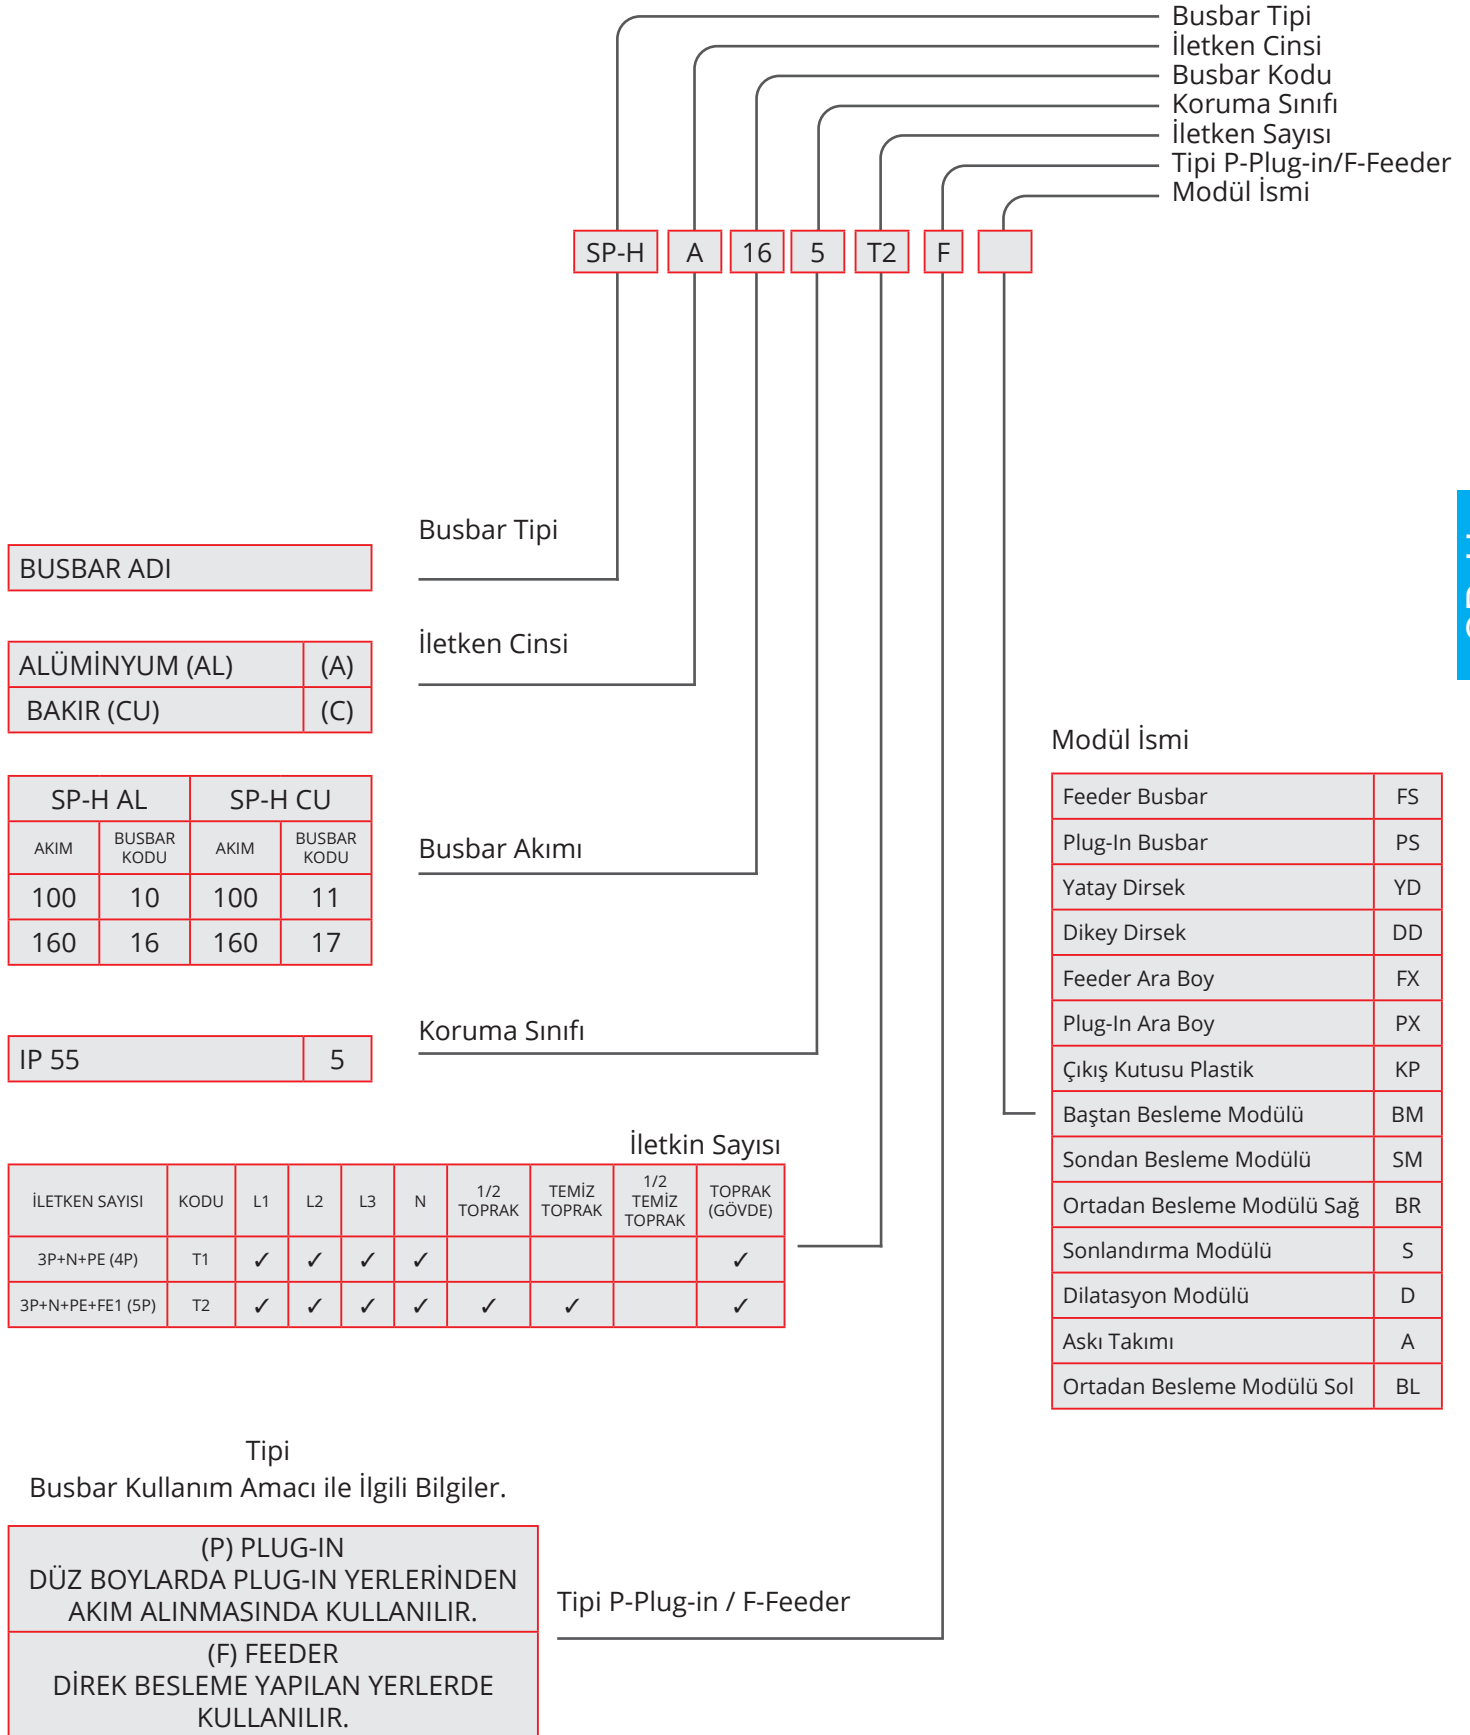 Busbar Tipi
İletken Cinsi
Busbar Kodu
Koruma Sınıfı
İletken Sayısı
Tipi P-Plug-in/F-Feeder
Modül İsmi
SP-H A 16 5 T2 F
Busbar Tipi
BUSBAR ADI
İletken Cinsi
ALÜMİNYUM (AL) (A)
BAKIR (CU) (C)
SP-H AL SP-H CU
AKIM BUSBAR KODU AKIM BUSBAR KODU
100 10 100 11
160 16 160 17
Busbar Akımı
Koruma Sınıfı
IP 55 5
İletkin Sayısı
İLETKEN SAYISI KODU L1 L2 L3 N 1/2 TOPRAK TEMİZ TOPRAK 1/2 TEMİZ TOPRAK TOPRAK (GÖVDE)
3P+N+PE (4P) T1 ✓ ✓ ✓ ✓ ✓
3P+N+PE+FE1 (5P) T2 ✓ ✓ ✓ ✓ ✓ ✓ ✓
Modül İsmi
Feeder Busbar FS
Plug-In Busbar PS
Yatay Dirsek YD
Dikey Dirsek DD
Feeder Ara Boy FX
Plug-In Ara Boy PX
Çıkış Kutusu Plastik KP
Baştan Besleme Modülü BM
Sondan Besleme Modülü SM
Ortadan Besleme Modülü Sağ BR
Sonlandırma Modülü S
Dilatasyon Modülü D
Askı Takımı A
Ortadan Besleme Modülü Sol BL
Tipi
Busbar Kullanım Amacı ile İlgili Bilgiler.
(P) PLUG-IN
DÜZ BOYLARDA PLUG-IN YERLERİNDEN
AKIM ALINMASINDA KULLANILIR.
(F) FEEDER
DİREK BESLEME YAPILAN YERLERDE
KULLANILIR.
Tipi P-Plug-in / F-Feeder